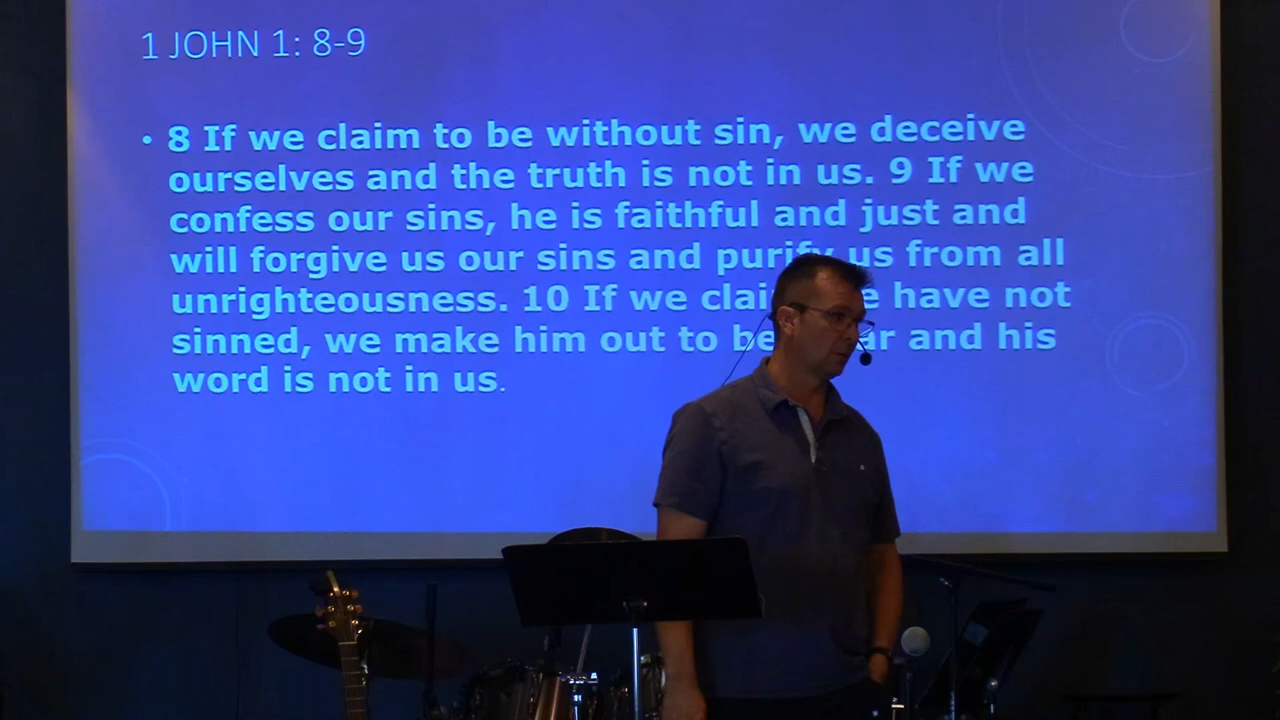 1 JOHN 1: 8-9
• 8 If we claim to be without sin, we deceive
ourselves and the truth is not in us. 9 If we
confess our sins, he is faithful and just and
will forgive us our sins and purify us from all
unrighteousness. 10 If we have not
sinned, we make him out to be and his
word is not in us.